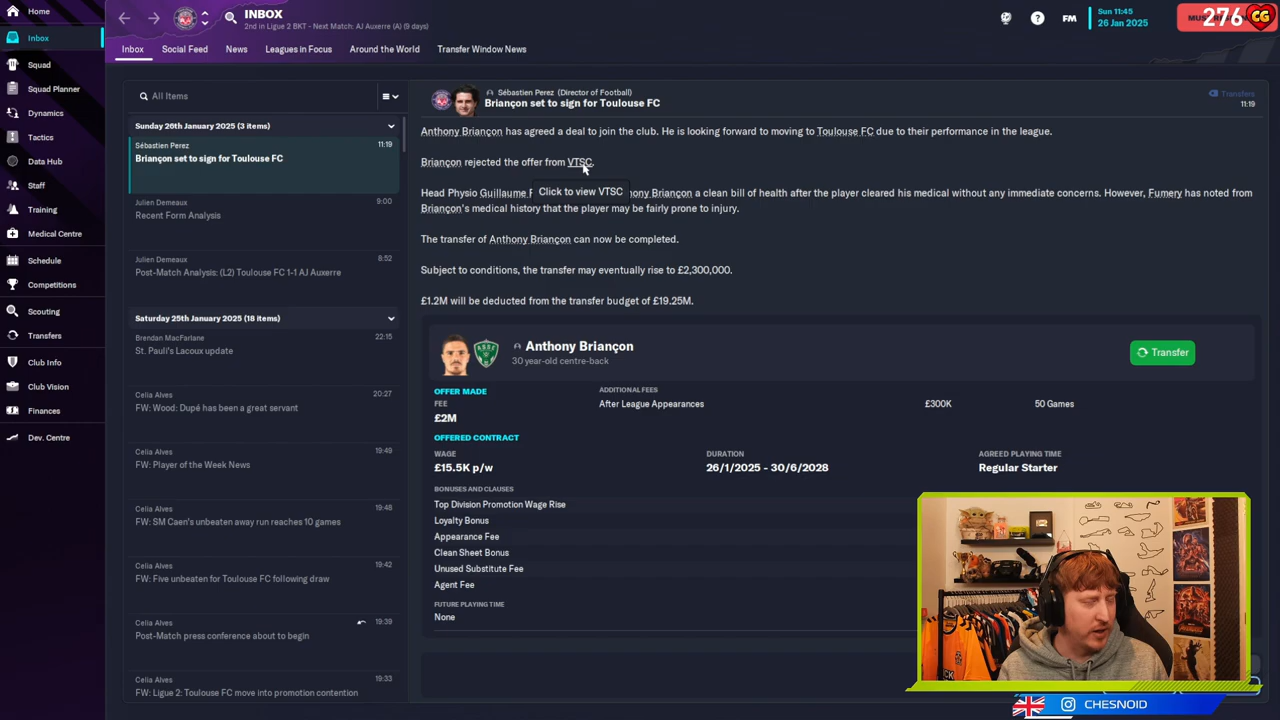 Home
Inbox
Squad
Squad Planner
Dynamics
Tactics
Data Hub
Staff
Training
Medical Centre
Schedule
Competitions
Scouting
Transfers
Club Info
Club Vision
Finances
Dev. Centre
INBOX
2nd in Ligue 2 BKT - Next Match: AJ Auxerre (A) (9 days)
FM
Sun 11:45
26 Jan 2025
276
CG
Inbox
Social Feed
News
Leagues in Focus
Around the World
Transfer Window News
All Items
Sunday 26th January 2025 (3 items)
Sébastien Perez 11:19
Briançon set to sign for Toulouse FC
Julien Demeaux 9:00
Recent Form Analysis
Julien Demeaux 8:52
Post-Match Analysis: (L2) Toulouse FC 1-1 AJ Auxerre
Saturday 25th January 2025 (18 items)
Brendan MacFarlane 22:15
St. Pauli's Lacoux update
Celia Alves 20:27
FW: Wood: Dupé has been a great servant
Celia Alves 19:49
FW: Player of the Week News
Celia Alves 19:48
FW: SM Caen's unbeaten away run reaches 10 games
Celia Alves 19:42
FW: Five unbeaten for Toulouse FC following draw
Celia Alves 19:39
Post-Match press conference about to begin
Celia Alves 19:33
FW: Ligue 2: Toulouse FC move into promotion contention
Sébastien Perez (Director of Football)
Briançon set to sign for Toulouse FC
Transfers
11:19
Anthony Briançon has agreed a deal to join the club. He is looking forward to moving to Toulouse FC due to their performance in the league.
Briançon rejected the offer from VTSC.
Click to view VTSC
Head Physio Guillaume F ony Briançon a clean bill of health after the player cleared his medical without any immediate concerns. However, Fumery has noted from
Briançon's medical history that the player may be fairly prone to injury.
The transfer of Anthony Briançon can now be completed.
Subject to conditions, the transfer may eventually rise to £2,300,000.
£1.2M will be deducted from the transfer budget of £19.25M.
Anthony Briançon
30 year-old centre-back
Transfer
OFFER MADE
FEE
£2M
ADDITIONAL FEES
After League Appearances £300K 50 Games
OFFERED CONTRACT
WAGE
£15.5K p/w
DURATION
26/1/2025 - 30/6/2028
AGREED PLAYING TIME
Regular Starter
BONUSES AND CLAUSES
Top Division Promotion Wage Rise
Loyalty Bonus
Appearance Fee
Clean Sheet Bonus
Unused Substitute Fee
Agent Fee
FUTURE PLAYING TIME
None
CHESNOID